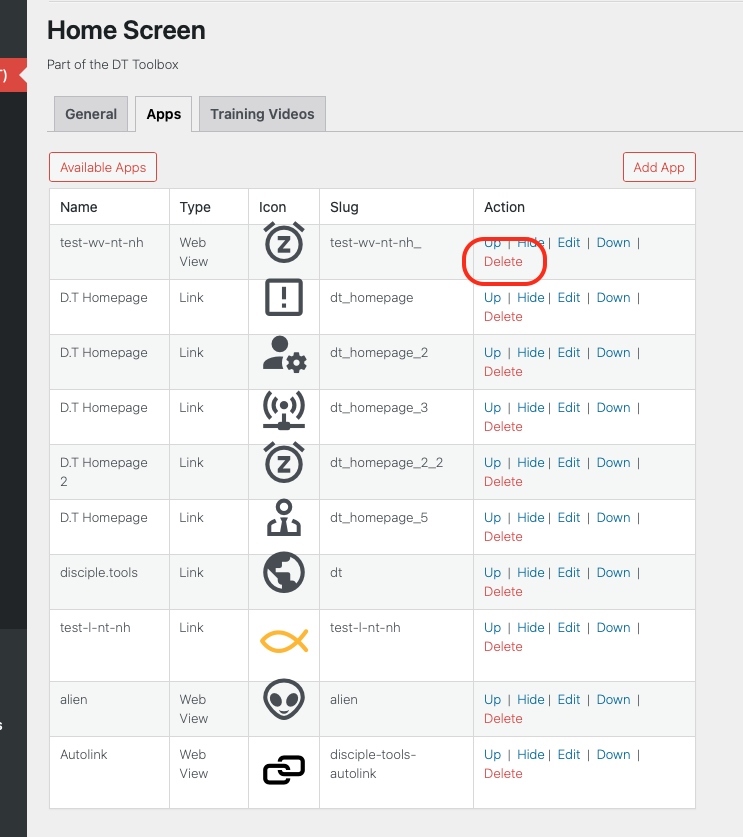 Home Screen
Part of the DT Toolbox
General Apps Training Videos
Available Apps Add App
Name Type Icon Slug Action
test-wv-nt-nh Web View test-wv-nt-nh_ Up | Hide | Edit | Down |
Delete
D.T Homepage Link dt_homepage Up | Hide | Edit | Down |
Delete
D.T Homepage Link dt_homepage_2 Up | Hide | Edit | Down |
Delete
D.T Homepage Link dt_homepage_3 Up | Hide | Edit | Down |
Delete
D.T Homepage 2 Link dt_homepage_2_2 Up | Hide | Edit | Down |
Delete
D.T Homepage Link dt_homepage_5 Up | Hide | Edit | Down |
Delete
disciple.tools Link dt Up | Hide | Edit | Down |
Delete
test-l-nt-nh Link test-l-nt-nh Up | Hide | Edit | Down |
Delete
alien Web View alien Up | Hide | Edit | Down |
Delete
Autolink Web View disciple-tools-autolink Up | Hide | Edit | Down |
Delete